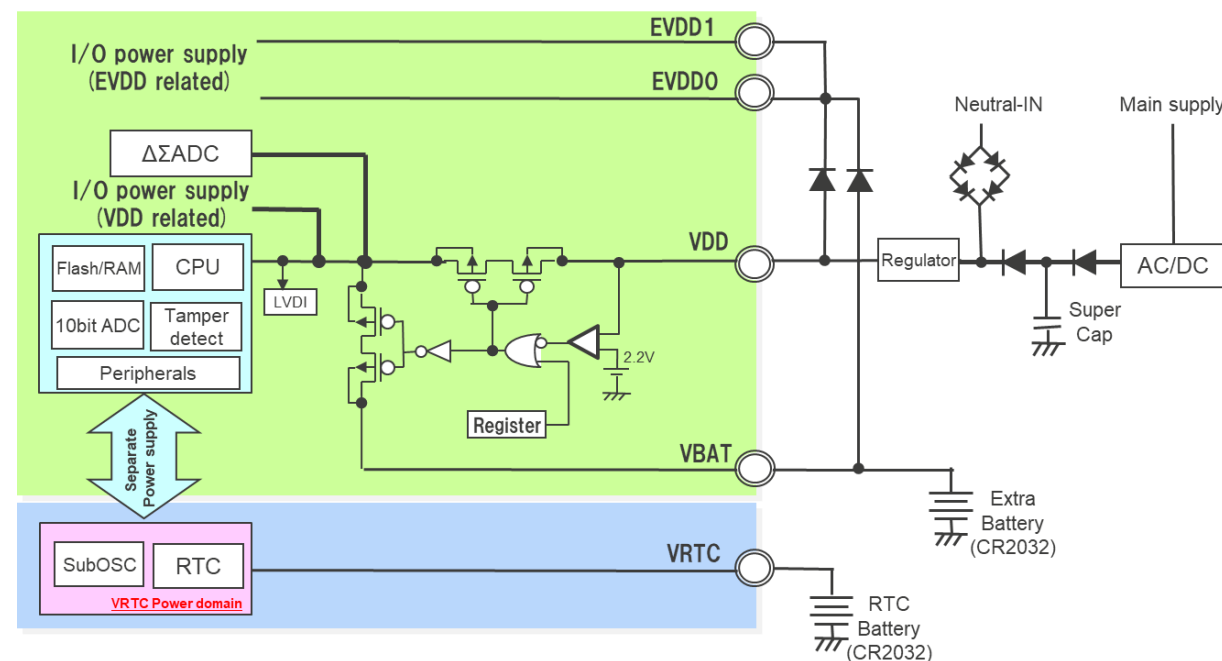 EVDD1
I/O power supply
(EVDD related)
EVDD0
Neutral-IN
Main supply
ΔΣADC
I/O power supply
(VDD related)
VDD
Flash/RAM
CPU
Regulator
AC/DC
LVDI
10bit ADC
Tamper
detect
Super
Cap
2.2V
Peripherals
Register
Separate
Power supply
VBAT
Extra
Battery
(CR2032)
SubOSC
RTC
VRTC
VRTC Power domain
RTC
Battery
(CR2032)